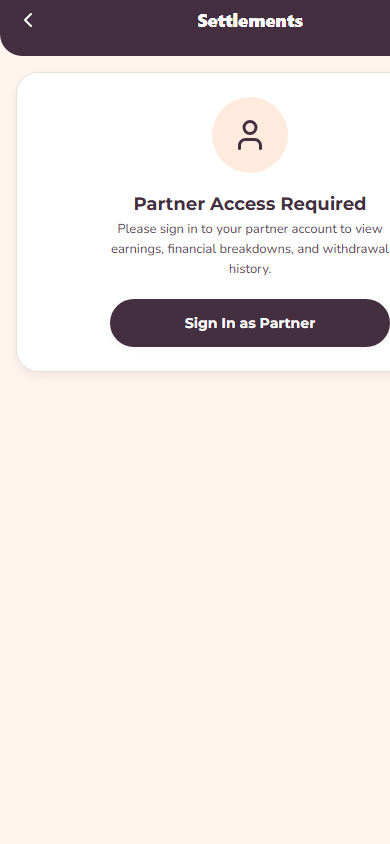 Settlements
Partner Access Required
Please sign in to your partner account to view
earnings, financial breakdowns, and withdrawal
history.
Sign In as Partner